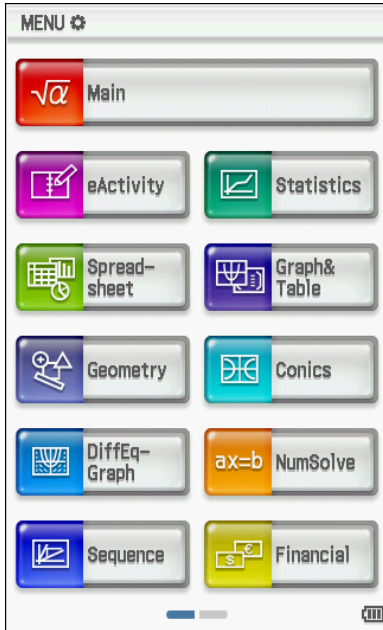 MENU
√α Main
eActivity
Statistics
Spread-
sheet
Graph&
Table
Geometry
Conics
DiffEq-
Graph
ax=b NumSolve
Sequence
$ € Financial